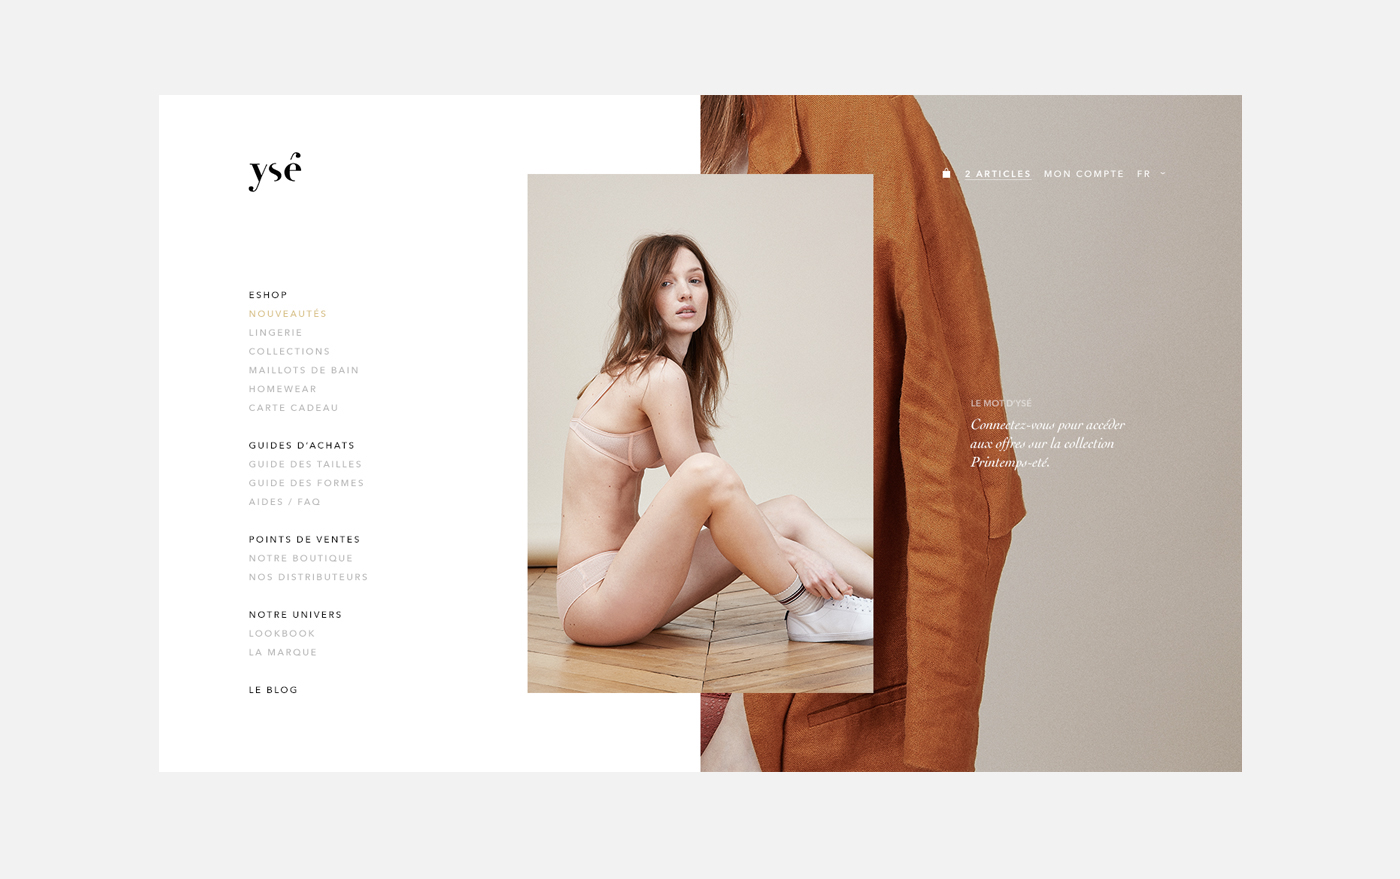 ysé
2 ARTICLES MON COMPTE FR
ESHOP
NOUVEAUTÉS
LINGERIE
COLLECTIONS
MAILLOTS DE BAIN
HOMEWEAR
CARTE CADEAU
GUIDES D'ACHATS
GUIDE DES TAILLES
GUIDE DES FORMES
AIDES / FAQ
POINTS DE VENTES
NOTRE BOUTIQUE
NOS DISTRIBUTEURS
NOTRE UNIVERS
LOOKBOOK
LA MARQUE
LE BLOG
LE MOT D'YSÉ
Connectez-vous pour accéder
aux offres sur la collection
Printemps-eté.